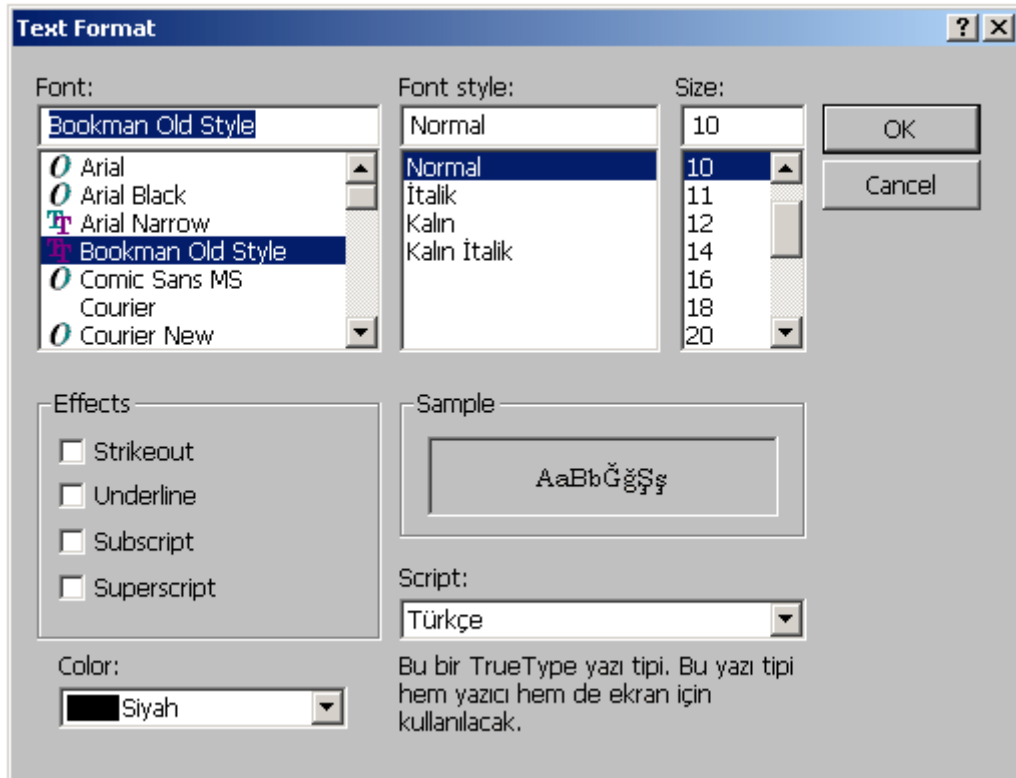 Text Format
Font:
Bookman Old Style
Arial
Arial Black
Arial Narrow
Bookman Old Style
Comic Sans MS
Courier
Courier New
Font style:
Normal
Normal
İtalik
Kalın
Kalın İtalik
Size:
10
10
11
12
14
16
18
20
OK
Cancel
Effects
Strikeout
Underline
Subscript
Superscript
Sample
AaBbĞğŞş
Script:
Türkçe
Color:
Siyah
Bu bir TrueType yazı tipi. Bu yazı tipi
hem yazıcı hem de ekran için
kullanılacak.